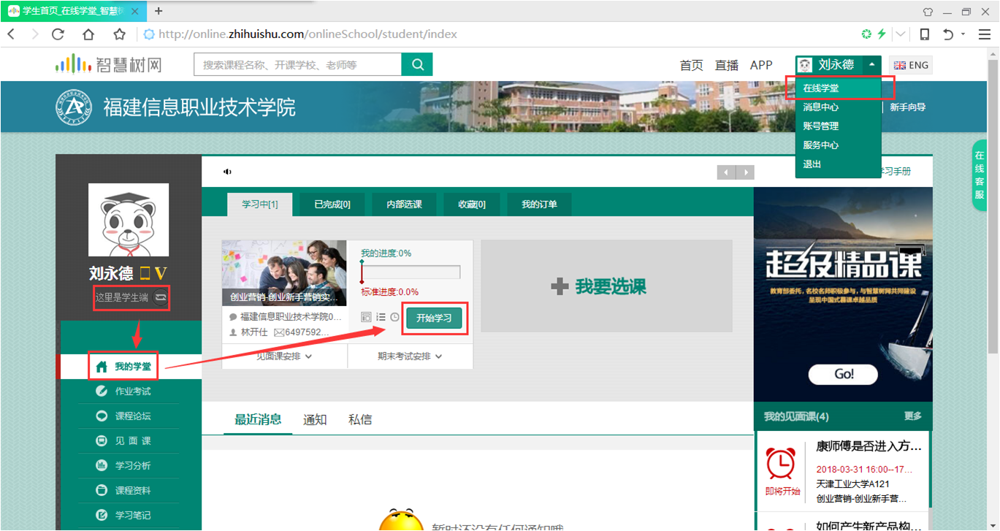 学生首页_在线学堂_智慧树
http://online.zhihuishu.com/onlineSchool/student/index
智慧树网
搜索课程名称、开课学校、老师等
首页 直播 APP
刘永德
ENG
在线学堂
消息中心
账号管理
服务中心
退出
福建信息职业技术学院
新手向导
学习手册
在线客服
刘永德
这里是学生端
我的学堂
作业考试
课程论坛
见面课
学习分析
课程资料
学习笔记
学习中[1]
已完成[0]
内部选课
收藏[0]
我的订单
创业营销-创业新手营销实...
福建信息职业技术学院0...
林开仕 6497592...
我的进度:0%
标准进度:0.0%
开始学习
见面课安排
期末考试安排
我要选课
最近消息
通知
私信
暂时还没有任何通知哦
超级精品课
教育部委托,名校名师积极参与,与智慧树网共同建设
呈现中国式慕课卓越品质
Go!
我的见面课(4)
更多
康师傅是否进入方...
2018-03-31 16:00--17...
天津工业大学A121
创业营销-创业新手营...
即将开始
如何产生新产品构...